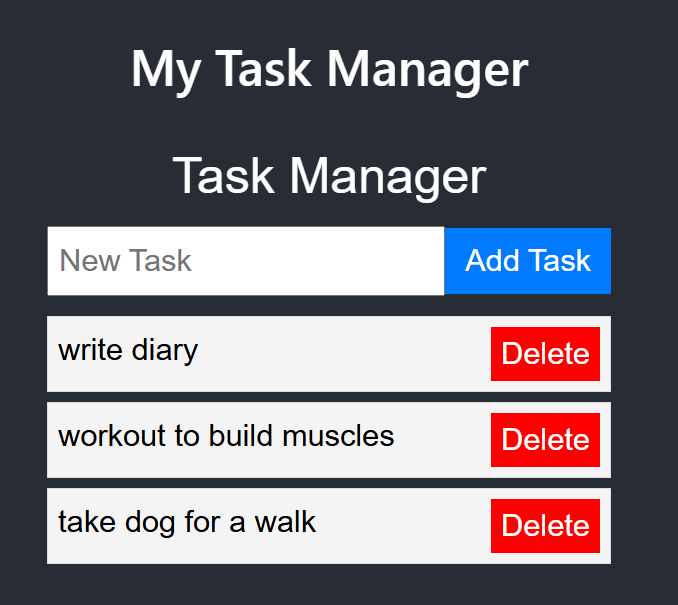 My Task Manager
Task Manager
New Task Add Task
write diary Delete
workout to build muscles Delete
take dog for a walk Delete